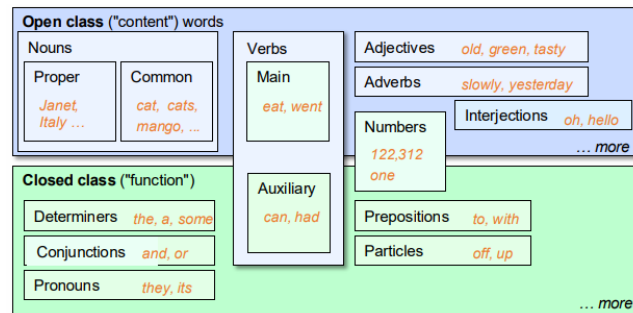 Open class ("content") words
Nouns
Proper
Janet,
Italy …
Common
cat, cats,
mango, ...
Verbs
Main
eat, went
Adjectives old, green, tasty
Adverbs slowly, yesterday
Interjections oh, hello
Numbers
122,312
one
… more
Closed class ("function")
Auxiliary
can, had
Determiners the, a, some
Conjunctions and, or
Pronouns they, its
Prepositions to, with
Particles off, up
… more